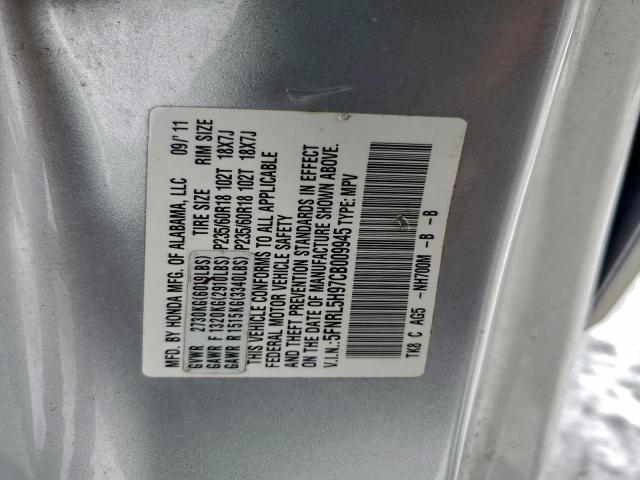 MFD. BY HONDA MFG. OF ALABAMA, LLC 09/'11
TIRE SIZE RIM SIZE
GVWR 2730KG(6019LBS)
GAWR F 1320KG(2910LBS) P235/60R18 102T 18X7J
GAWR R 1515KG(3340LBS) P235/60R18 102T 18X7J
THIS VEHICLE CONFORMS TO ALL APPLICABLE
FEDERAL MOTOR VEHICLE SAFETY
AND THEFT PREVENTION STANDARDS IN EFFECT
ON THE DATE OF MANUFACTURE SHOWN ABOVE.
V.I.N.:5FNRL5H97CB009945 TYPE: MPV
TK8 C AG5 -NH700M -B -B